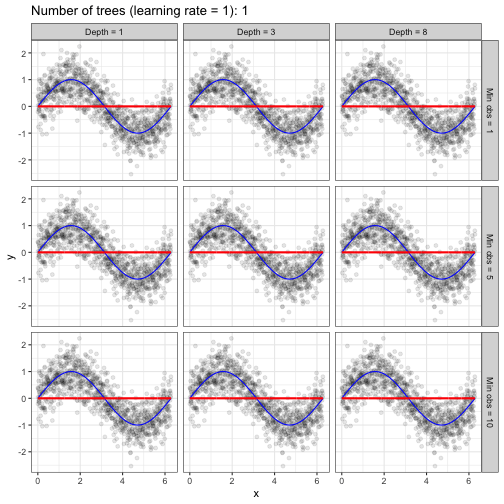 Number of trees (learning rate = 1): 1
Depth = 1 Depth = 3 Depth = 8
2
1
0
-1
-2
Min obs = 1
2
1
0
-1
-2
Min obs = 5
y
2
1
0
-1
-2
Min obs = 10
0 2 4 6 0 2 4 6 0 2 4 6
x